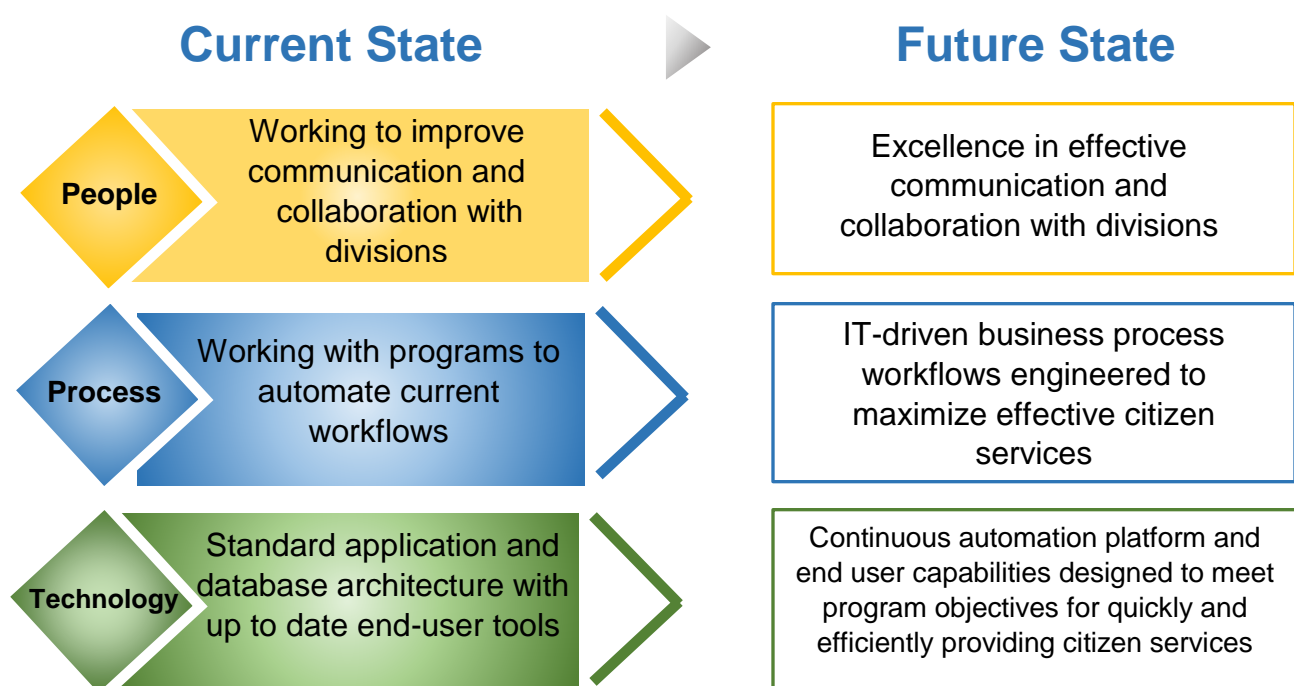 Current State
Future State
People
Working to improve
communication and
collaboration with
divisions
Excellence in effective
communication and
collaboration with divisions
Process
Working with programs to
automate current
workflows
IT-driven business process
workflows engineered to
maximize effective citizen
services
Technology
Standard application and
database architecture with
up to date end-user tools
Continuous automation platform and
end user capabilities designed to meet
program objectives for quickly and
efficiently providing citizen services